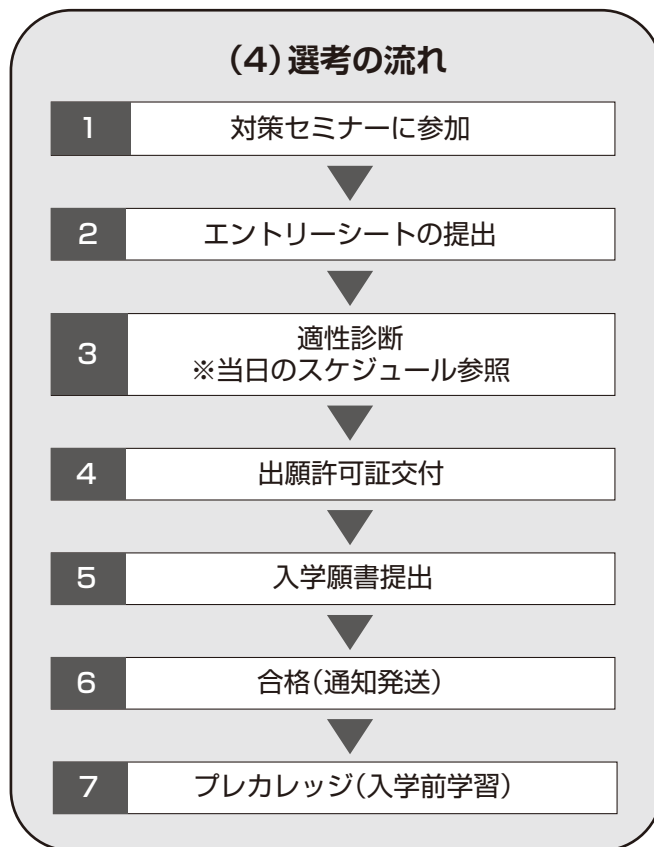 (4)選考の流れ
1 対策セミナーに参加
2 エントリーシートの提出
3 適性診断
※当日のスケジュール参照
4 出願許可証交付
5 入学願書提出
6 合格(通知発送)
7 プレカレッジ(入学前学習)